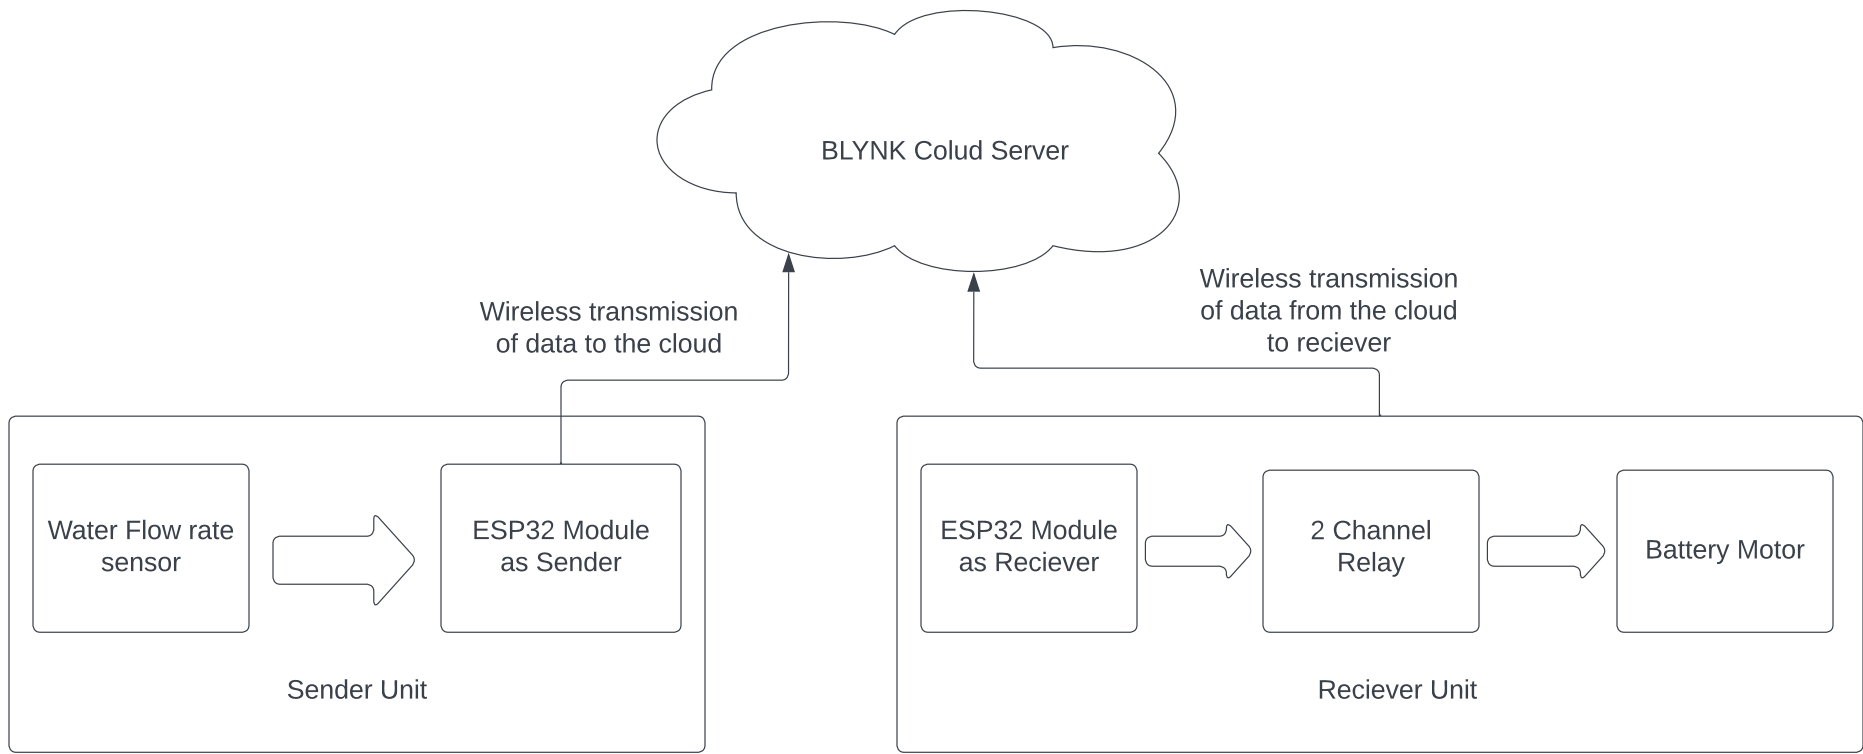 BLYNK Colud Server
Wireless transmission
of data to the cloud
Wireless transmission
of data from the cloud
to reciever
Water Flow rate
sensor
ESP32 Module
as Sender
Sender Unit
ESP32 Module
as Reciever
2 Channel
Relay
Battery Motor
Reciever Unit